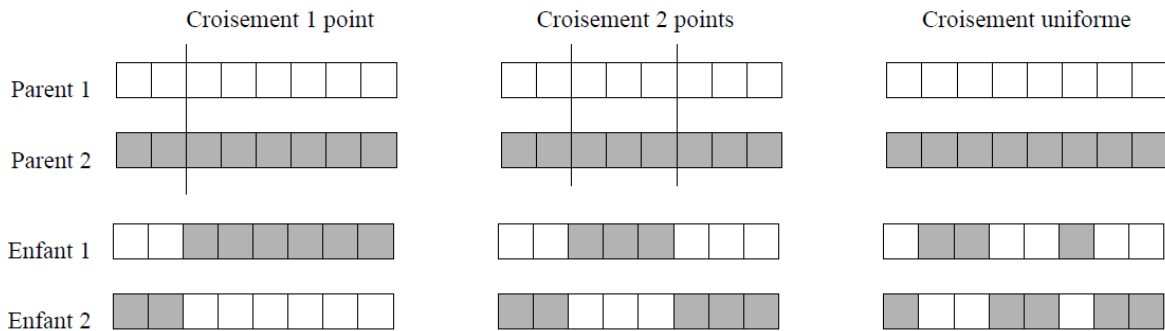 Croisement 1 point
Croisement 2 points
Croisement uniforme
Parent 1
Parent 2
Enfant 1
Enfant 2